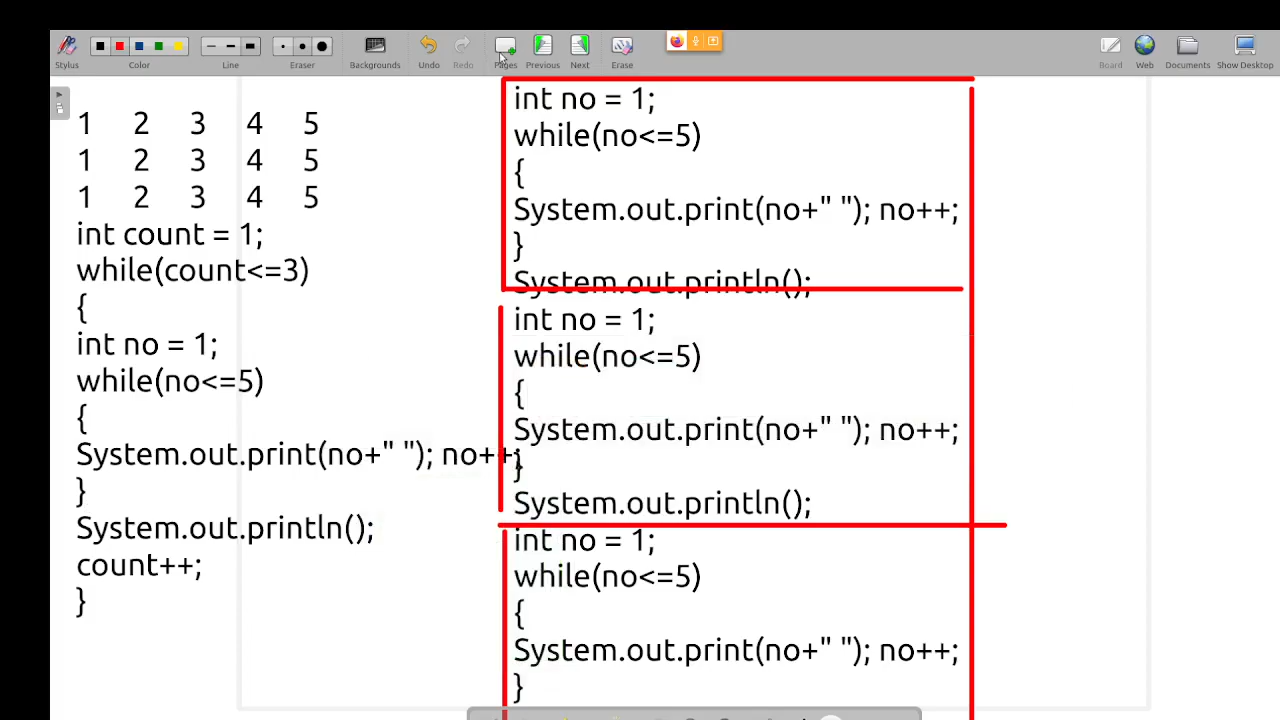 Stylus
Color
Line
Eraser
Backgrounds
Undo
Redo
Pages
Previous
Next
Erase
Board
Web
Documents
Show Desktop
1 2 3 4 5
1 2 3 4 5
1 2 3 4 5
int count = 1;
while(count<=3)
{
int no = 1;
while(no<=5)
{
System.out.print(no+" "); no++;
}
System.out.println();
count++;
}
int no = 1;
while(no<=5)
{
System.out.print(no+" "); no++;
}
System.out.println();
int no = 1;
while(no<=5)
{
System.out.print(no+" "); no++;
}
System.out.println();
int no = 1;
while(no<=5)
{
System.out.print(no+" "); no++;
}